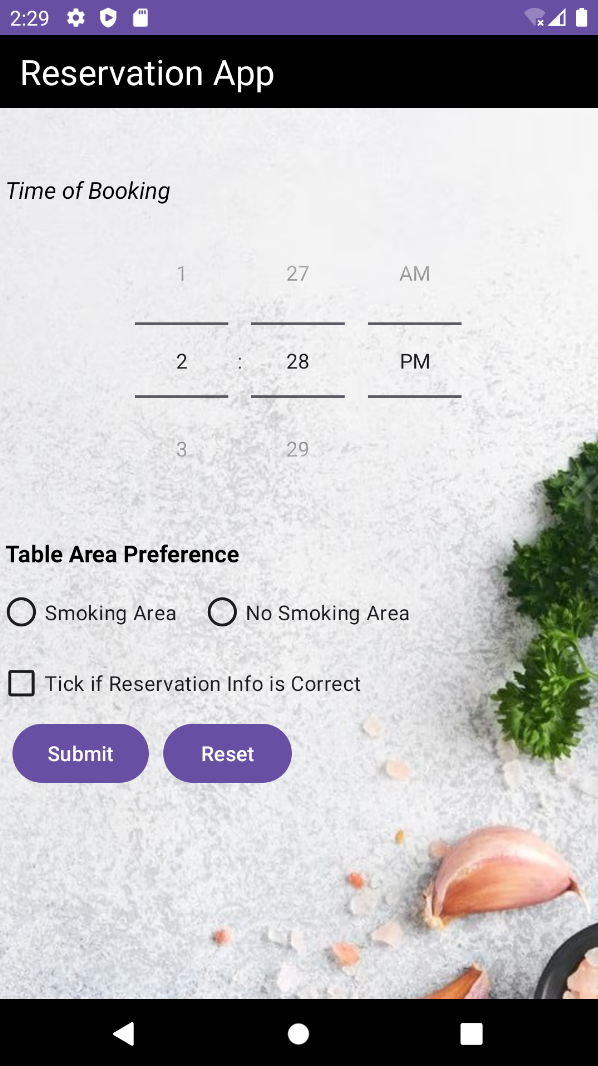 2:29
Reservation App
Time of Booking
1 27 AM
2 : 28 PM
3 29
Table Area Preference
Smoking Area No Smoking Area
Tick if Reservation Info is Correct
Submit Reset